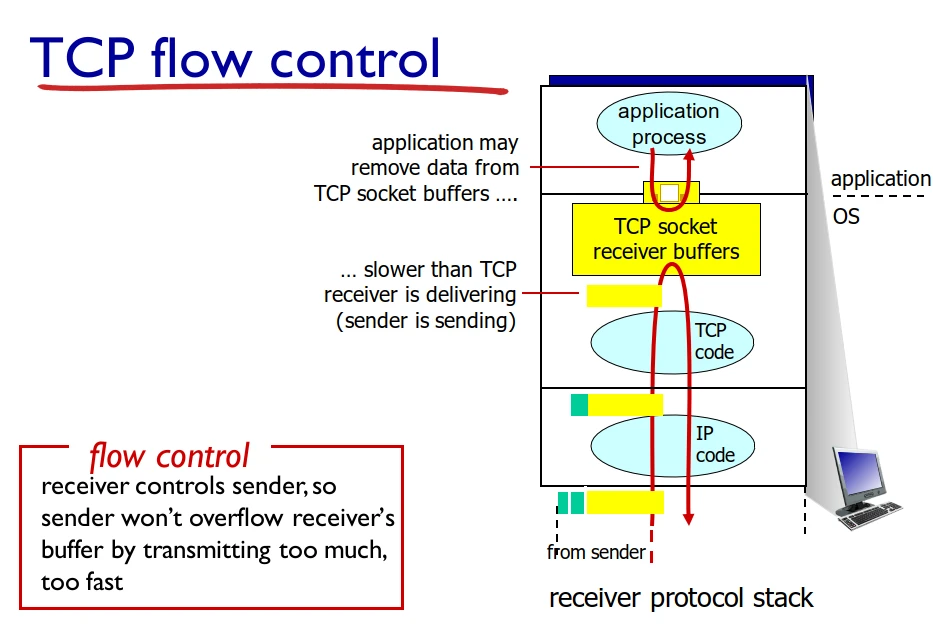 TCP flow control
application
process
application may
remove data from
TCP socket buffers ….
application
OS
TCP socket
receiver buffers
… slower than TCP
receiver is delivering
(sender is sending)
TCP
code
IP
code
flow control
receiver controls sender, so
sender won’t overflow receiver’s
buffer by transmitting too much,
too fast
from sender
receiver protocol stack